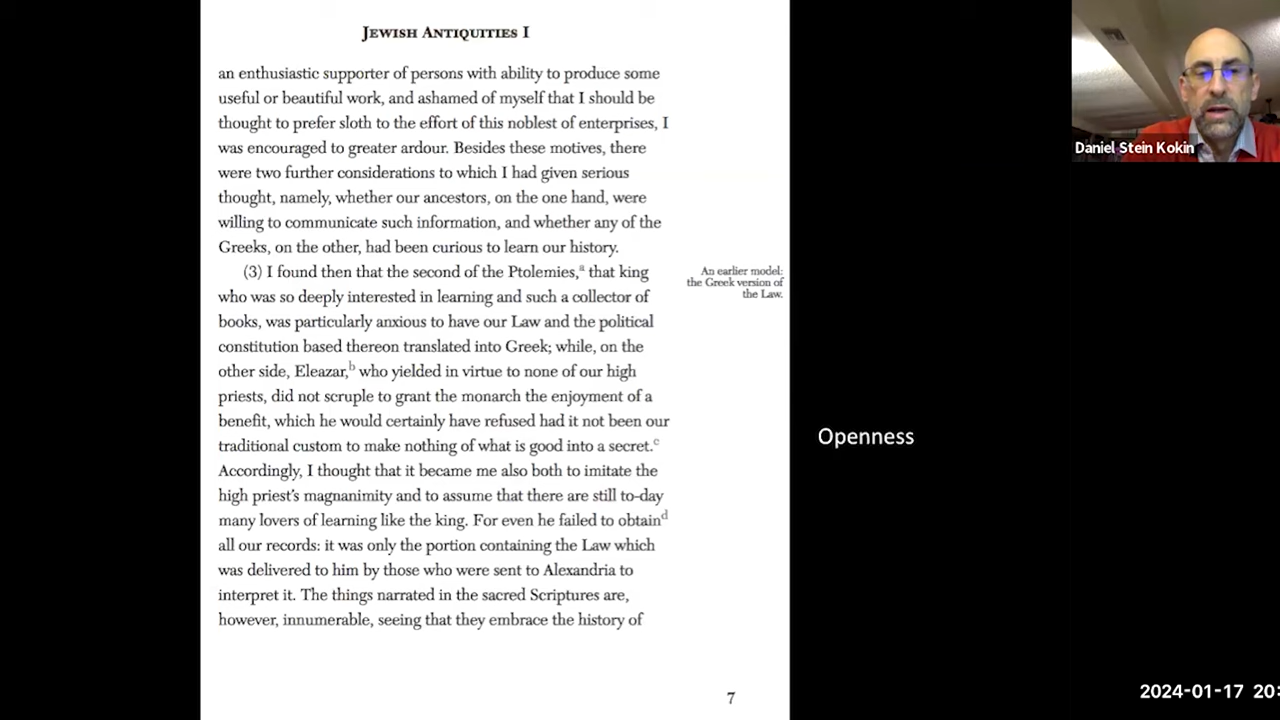 JEWISH ANTIQUITIES I
an enthusiastic supporter of persons with ability to produce some
useful or beautiful work, and ashamed of myself that I should be
thought to prefer sloth to the effort of this noblest of enterprises, I
was encouraged to greater ardour. Besides these motives, there
were two further considerations to which I had given serious
thought, namely, whether our ancestors, on the one hand, were
willing to communicate such information, and whether any of the
Greeks, on the other, had been curious to learn our history.
(3) I found then that the second of the Ptolemies,a that king
who was so deeply interested in learning and such a collector of
books, was particularly anxious to have our Law and the political
constitution based thereon translated into Greek; while, on the
other side, Eleazar,b who yielded in virtue to none of our high
priests, did not scruple to grant the monarch the enjoyment of a
benefit, which he would certainly have refused had it not been our
traditional custom to make nothing of what is good into a secret.c
Accordingly, I thought that it became me also both to imitate the
high priest's magnanimity and to assume that there are still to-day
many lovers of learning like the king. For even he failed to obtaind
all our records: it was only the portion containing the Law which
was delivered to him by those who were sent to Alexandria to
interpret it. The things narrated in the sacred Scriptures are,
however, innumerable, seeing that they embrace the history of
7
An earlier model:
the Greek version of
the Law.
Openness
Daniel Stein Kokin
2024-01-17 20: